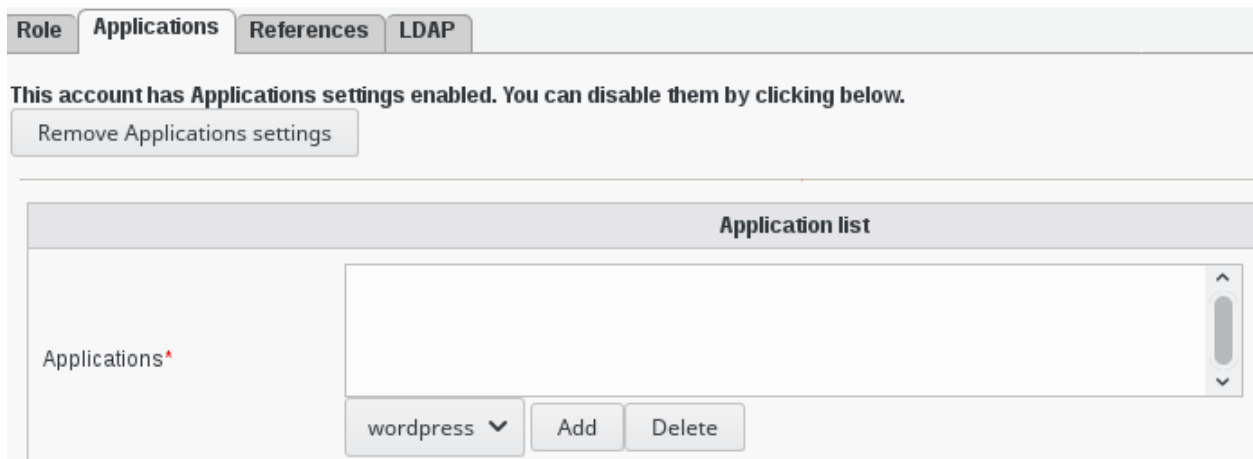 Role Applications References LDAP
This account has Applications settings enabled. You can disable them by clicking below.
Remove Applications settings
Application list
Applications*
wordpress Add Delete